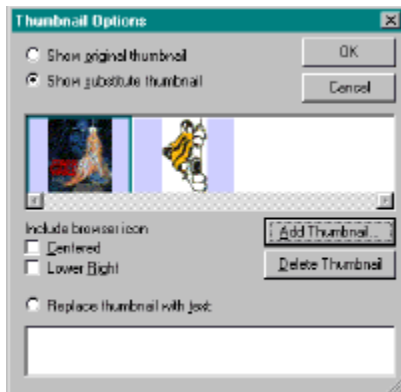 Thumbnail Options
Show original thumbnail
OK
Show substitute thumbnail
Cancel
Include browser icon
Centered
Lower Right
Add Thumbnail...
Delete Thumbnail
Replace thumbnail with text: